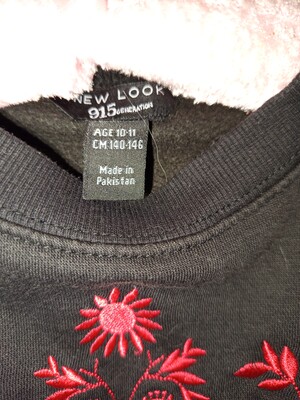 NEW LOOK
915 GENERATION
AGE 10-11
CM 140-146
Made in
Pakistan